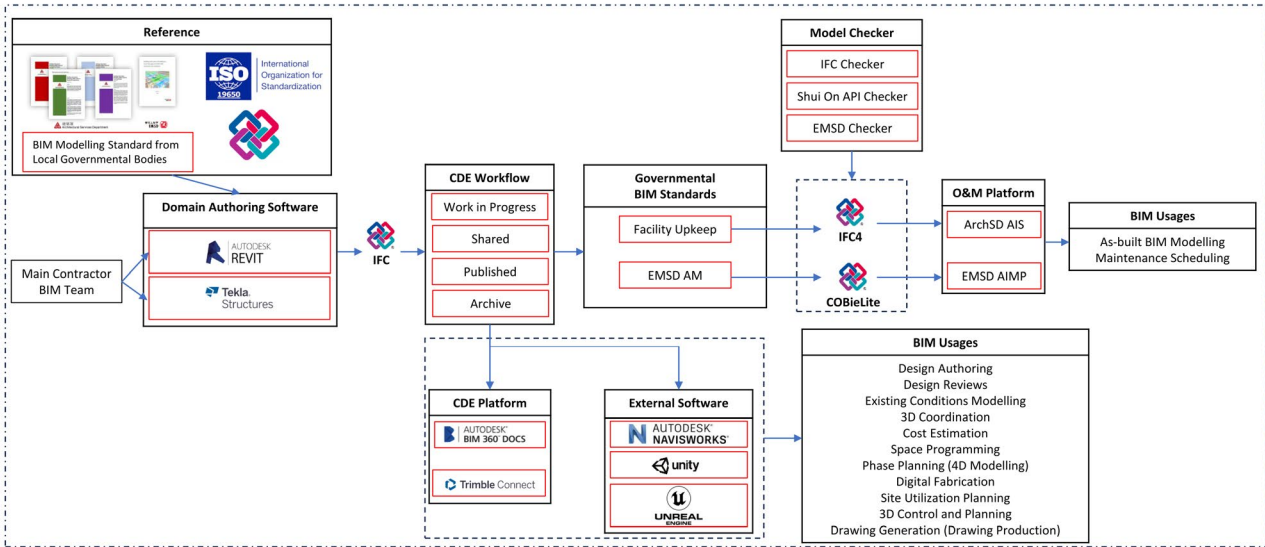 Reference
ISO
19650
International
Organization for
Standardization
BIM Modelling Standard from
Local Governmental Bodies
Domain Authoring Software
AUTODESK
REVIT
Tekla
Structures
Main Contractor
BIM Team
IFC
CDE Workflow
Work in Progress
Shared
Published
Archive
Governmental
BIM Standards
Facility Upkeep
EMSD AM
Model Checker
IFC Checker
Shui On API Checker
EMSD Checker
IFC4
COBieLite
O&M Platform
ArchSD AIS
EMSD AIMP
BIM Usages
As-built BIM Modelling
Maintenance Scheduling
CDE Platform
AUTODESK
BIM 360 DOCS
Trimble Connect
External Software
AUTODESK
NAVISWORKS
unity
UNREAL
ENGINE
BIM Usages
Design Authoring
Design Reviews
Existing Conditions Modelling
3D Coordination
Cost Estimation
Space Programming
Phase Planning (4D Modelling)
Digital Fabrication
Site Utilization Planning
3D Control and Planning
Drawing Generation (Drawing Production)